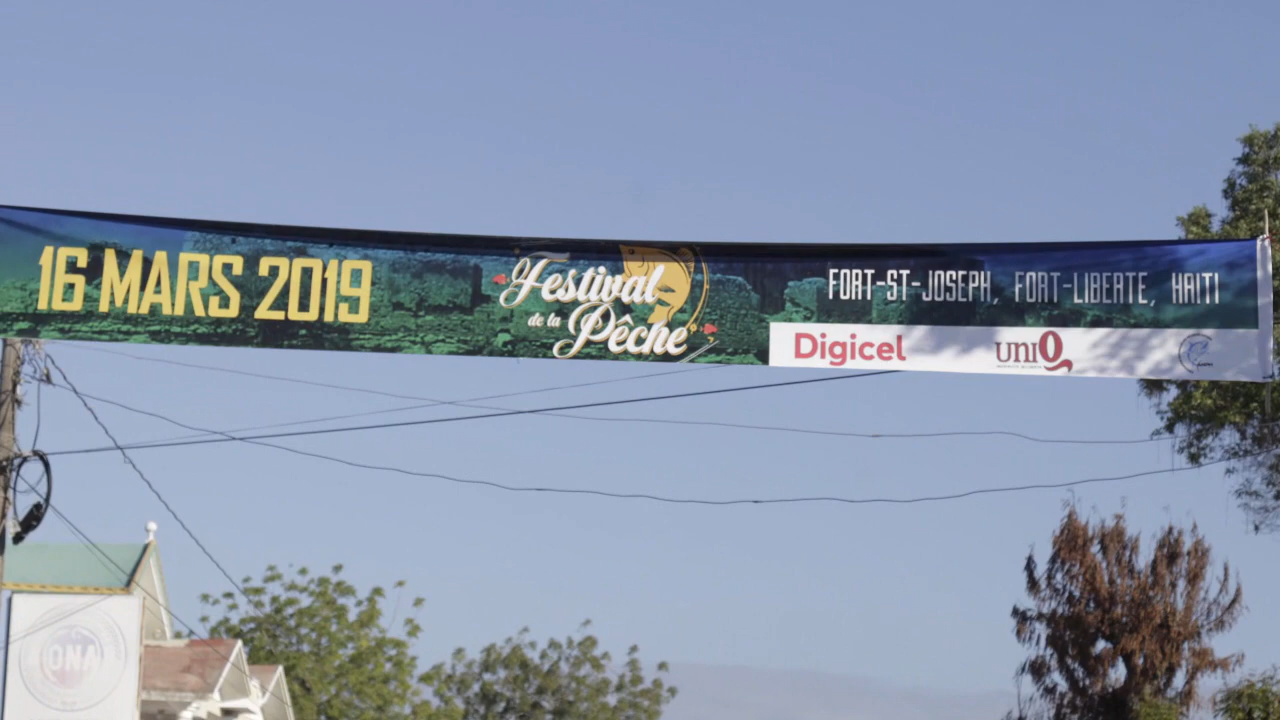 16 MARS 2019
Festival
de la
Pêche
FORT-ST-JOSEPH, FORT-LIBERTE, HAITI
Digicel
UNIQ
ONA